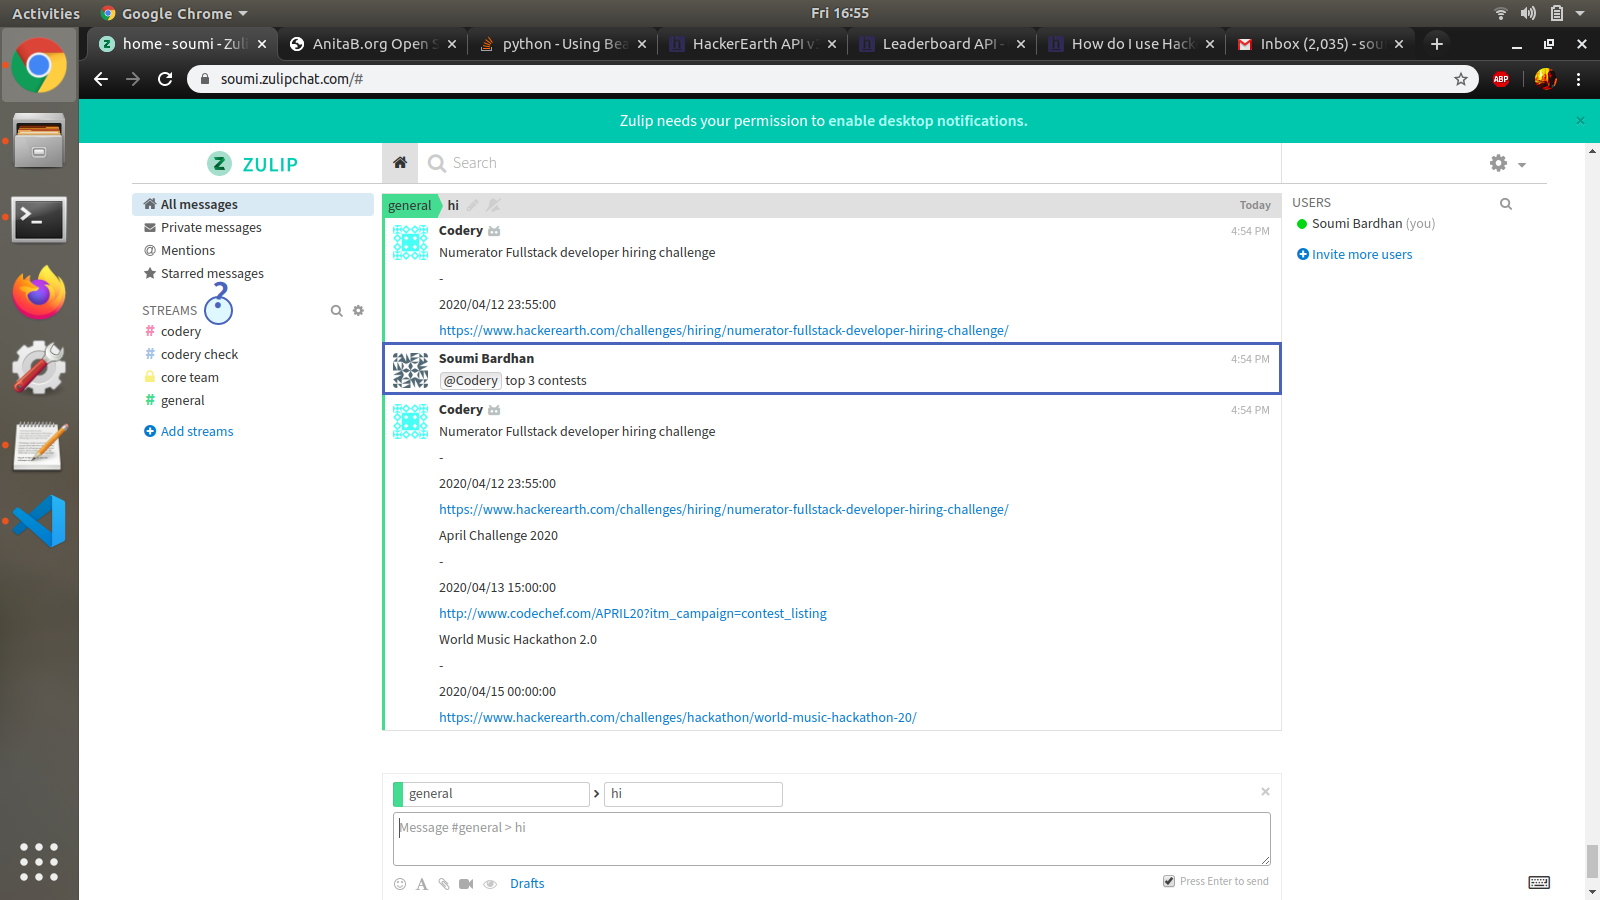 Activities Google Chrome Fri 16:55
home - soumi - Zuli AnitaB.org Open S python - Using Bea HackerEarth API v3 Leaderboard API - How do I use Hack Inbox (2,035) - sou
soumi.zulipchat.com/# ABP
Zulip needs your permission to enable desktop notifications. ×
Z ZULIP Search
All messages
Private messages
Mentions
Starred messages
STREAMS
# codery
# codery check
core team
# general
Add streams
general hi Today
Codery 4:54 PM
Numerator Fullstack developer hiring challenge
-
2020/04/12 23:55:00
https://www.hackerearth.com/challenges/hiring/numerator-fullstack-developer-hiring-challenge/
Soumi Bardhan 4:54 PM
@Codery top 3 contests
Codery 4:54 PM
Numerator Fullstack developer hiring challenge
-
2020/04/12 23:55:00
https://www.hackerearth.com/challenges/hiring/numerator-fullstack-developer-hiring-challenge/
April Challenge 2020
-
2020/04/13 15:00:00
http://www.codechef.com/APRIL20?itm_campaign=contest_listing
World Music Hackathon 2.0
-
2020/04/15 00:00:00
https://www.hackerearth.com/challenges/hackathon/world-music-hackathon-20/
USERS
Soumi Bardhan (you)
Invite more users
general > hi ×
Message #general > hi
A Drafts Press Enter to send